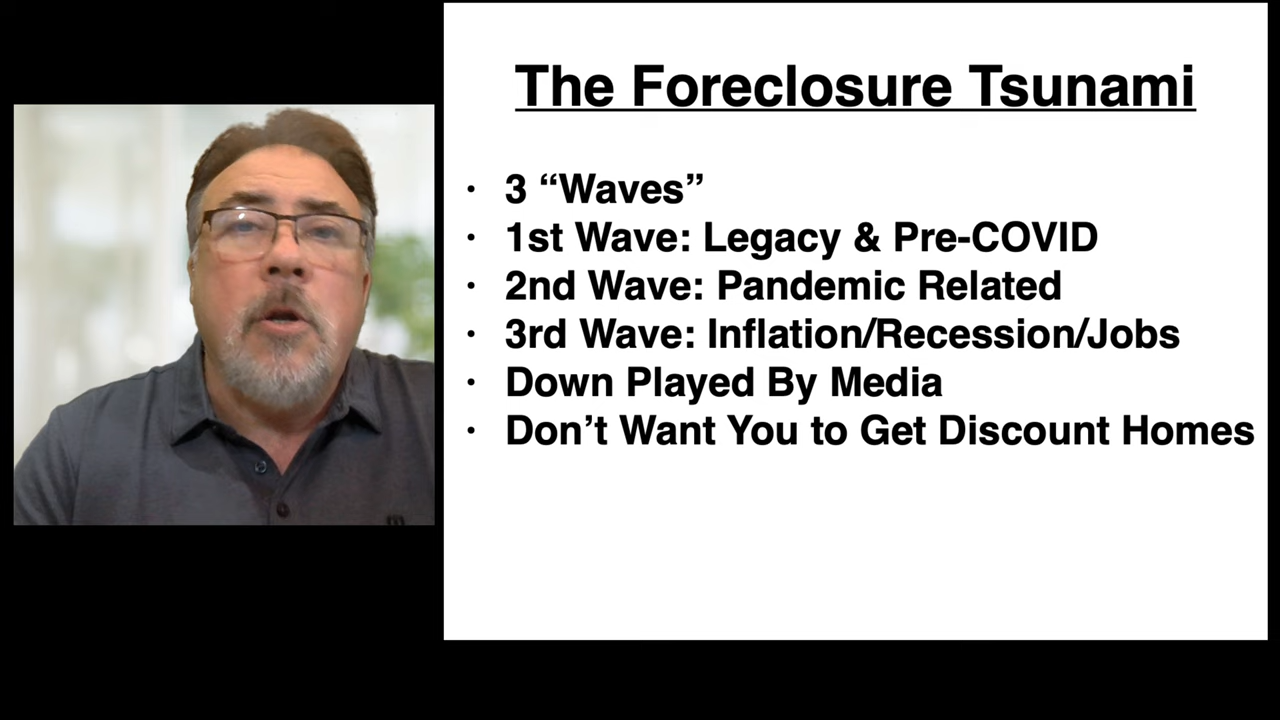 The Foreclosure Tsunami
· 3 “Waves”
· 1st Wave: Legacy & Pre-COVID
· 2nd Wave: Pandemic Related
· 3rd Wave: Inflation/Recession/Jobs
· Down Played By Media
· Don’t Want You to Get Discount Homes